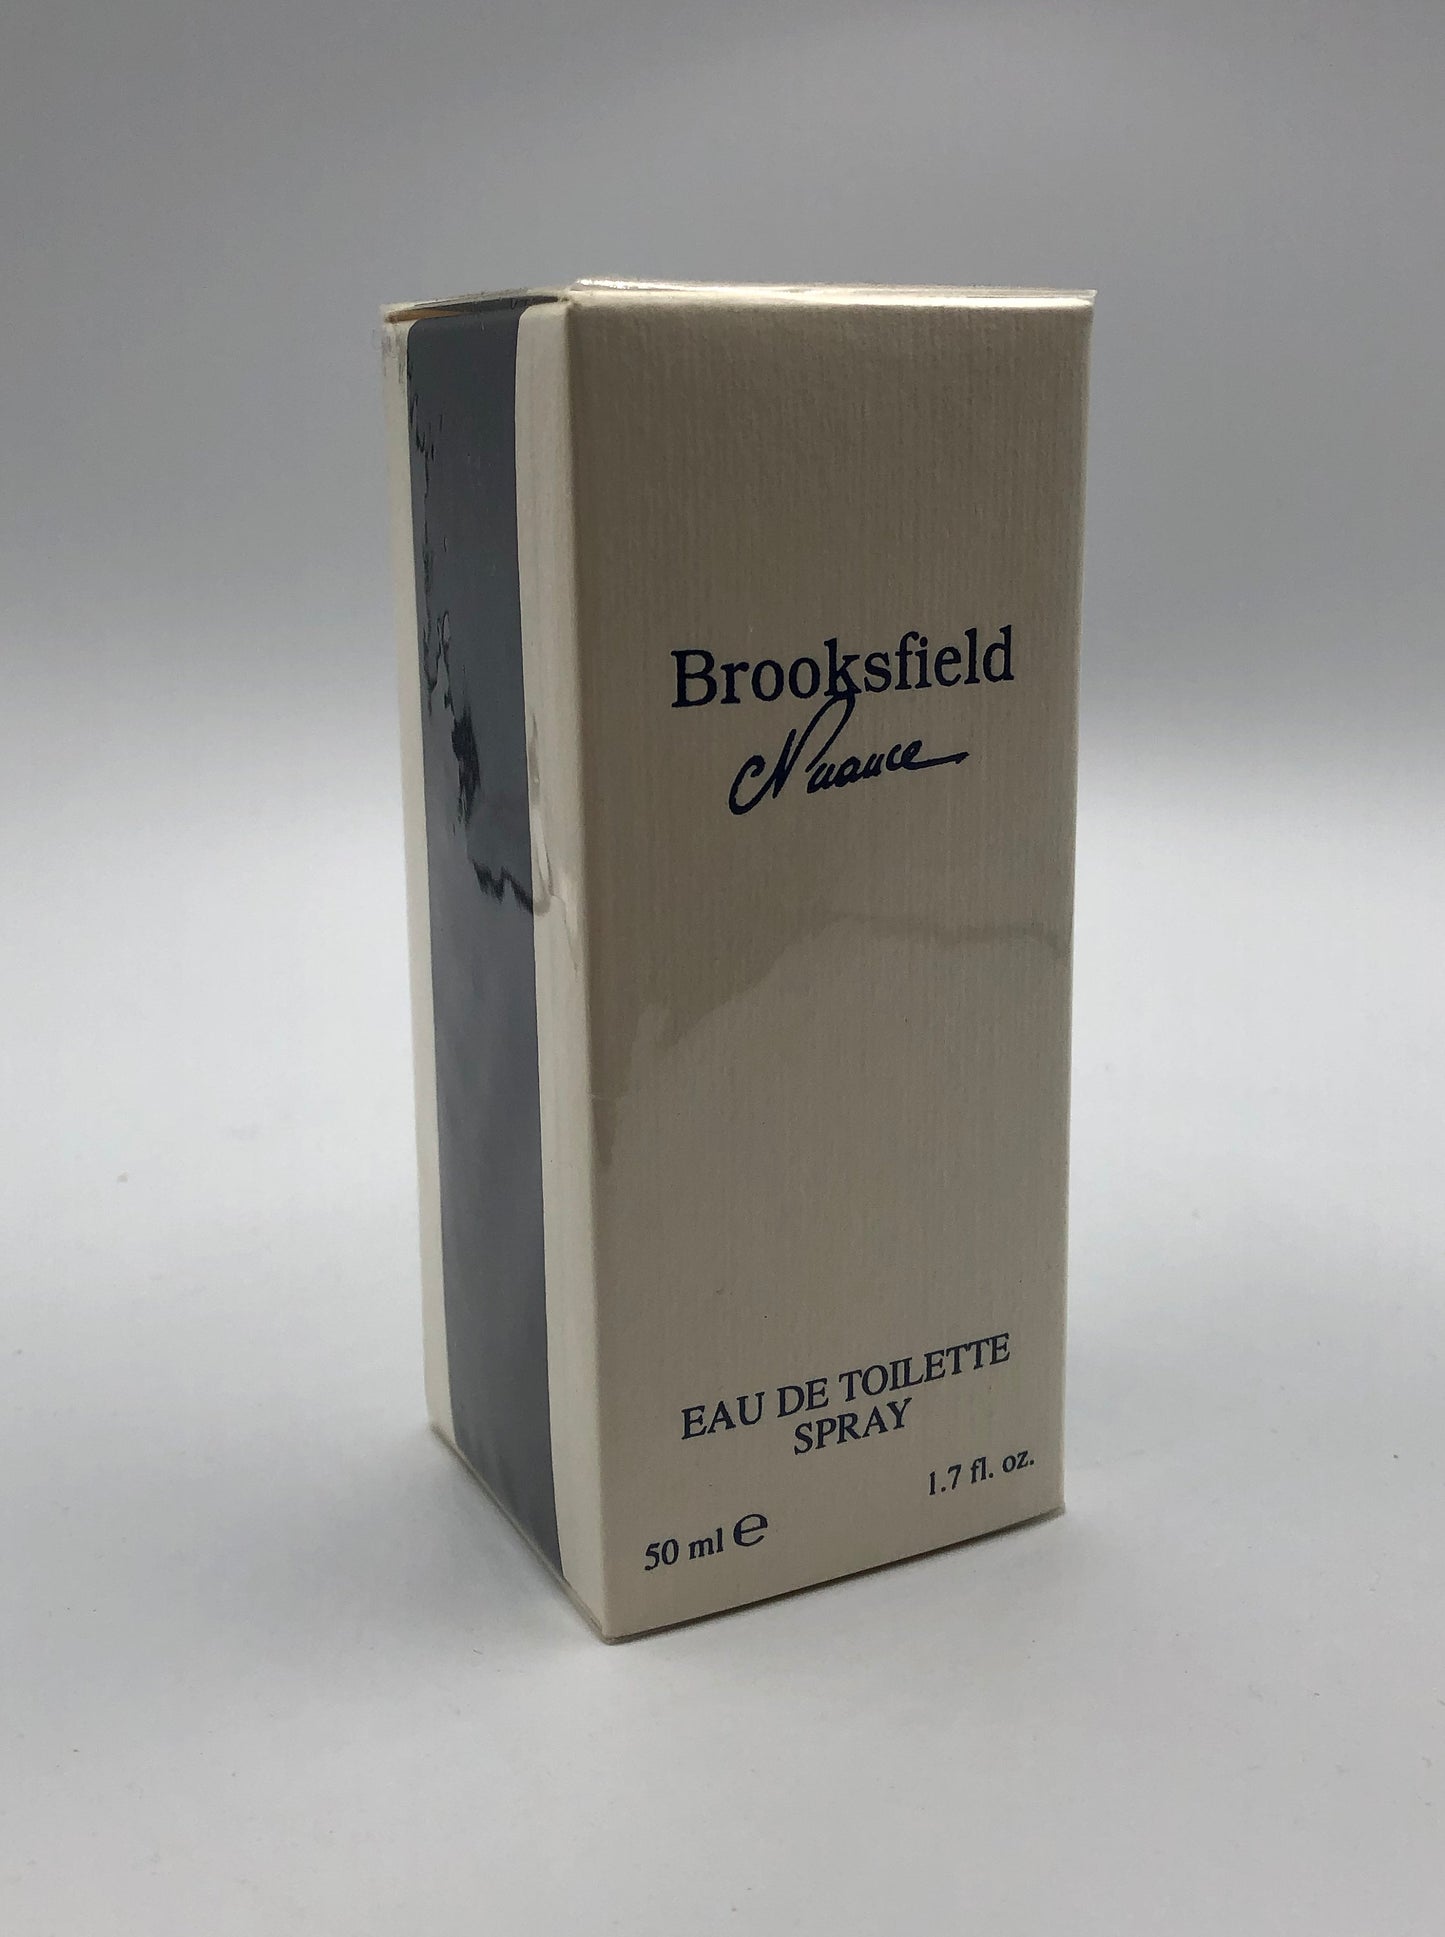 Brooksfield
Nuance
EAU DE TOILETTE
SPRAY
1.7 fl. oz.
50 ml e